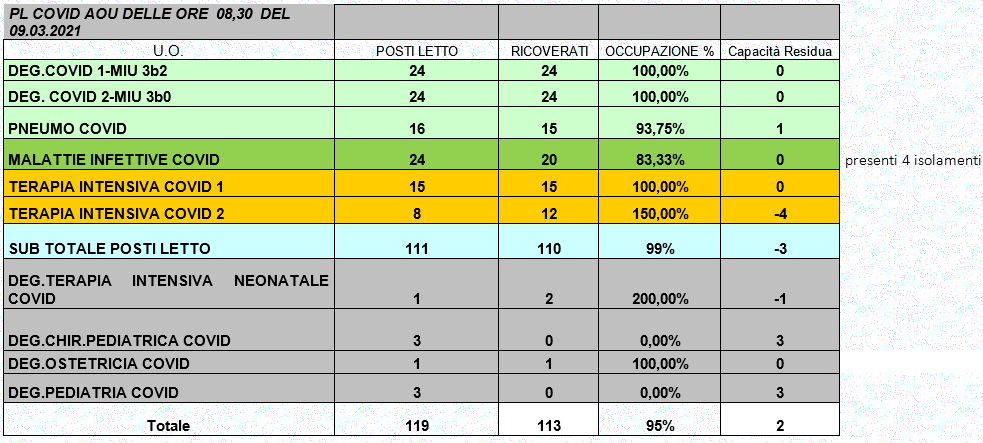 PL COVID AOU DELLE ORE 08,30 DEL
09.03.2021
U.O. POSTI LETTO RICOVERATI OCCUPAZIONE % Capacità Residua
DEG.COVID 1-MIU 3b2 24 24 100,00% 0
DEG. COVID 2-MIU 3b0 24 24 100,00% 0
PNEUMO COVID 16 15 93,75% 1
MALATTIE INFETTIVE COVID 24 20 83,33% 0 presenti 4 isolamenti
TERAPIA INTENSIVA COVID 1 15 15 100,00% 0
TERAPIA INTENSIVA COVID 2 8 12 150,00% -4
SUB TOTALE POSTI LETTO 111 110 99% -3
DEG.TERAPIA INTENSIVA NEONATALE
COVID 1 2 200,00% -1
DEG.CHIR.PEDIATRICA COVID 3 0 0,00% 3
DEG.OSTETRICIA COVID 1 1 100,00% 0
DEG.PEDIATRIA COVID 3 0 0,00% 3
Totale 119 113 95% 2